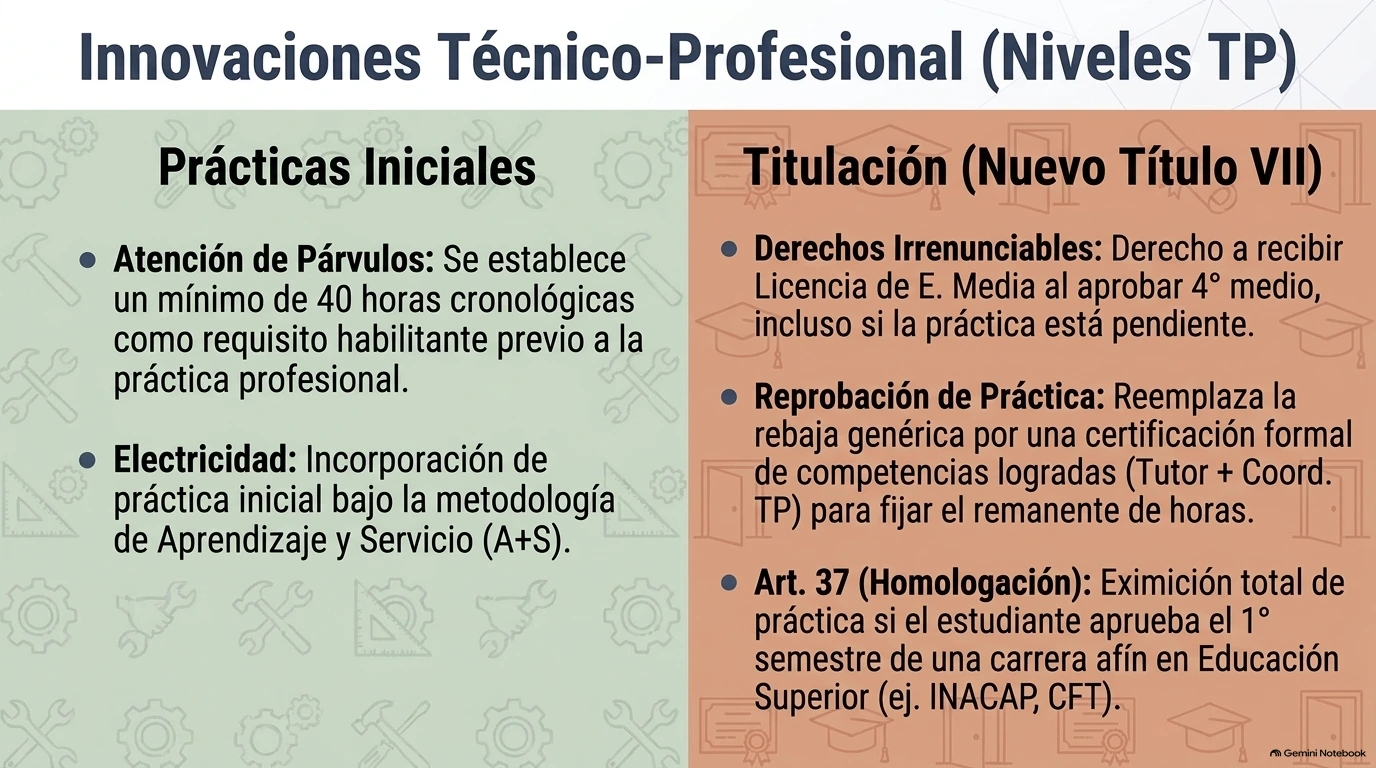 Innovaciones Técnico-Profesional (Niveles TP)
Prácticas Iniciales
• Atención de Párvulos: Se establece
un mínimo de 40 horas cronológicas
como requisito habilitante previo a la
práctica profesional.
• Electricidad: Incorporación de
práctica inicial bajo la metodología
de Aprendizaje y Servicio (A+S).
Titulación (Nuevo Título VII)
• Derechos Irrenunciables: Derecho a recibir
Licencia de E. Media al aprobar 4° medio,
incluso si la práctica está pendiente.
• Reprobación de Práctica: Reemplaza la
rebaja genérica por una certificación formal
de competencias logradas (Tutor + Coord.
TP) para fijar el remanente de horas.
• Art. 37 (Homologación): Eximición total de
práctica si el estudiante aprueba el 1°
semestre de una carrera afín en Educación
Superior (ej. INACAP, CFT).
Gemini Notebook